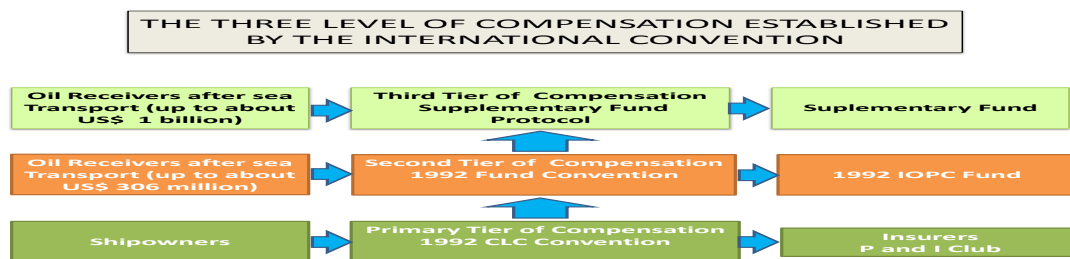 THE THREE LEVEL OF COMPENSATION ESTABLISHED
BY THE INTERNATIONAL CONVENTION
Oil Receivers after sea
Transport (up to about
US$ 1 billion)
Third Tier of Compensation
Supplementary Fund
Protocol
Suplementary Fund
Oil Receivers after sea
Transport (up to about
US$ 306 million)
Second Tier of Compensation
1992 Fund Convention
1992 IOPC Fund
Shipowners
Primary Tier of Compensation
1992 CLC Convention
Insurers
P and I Club